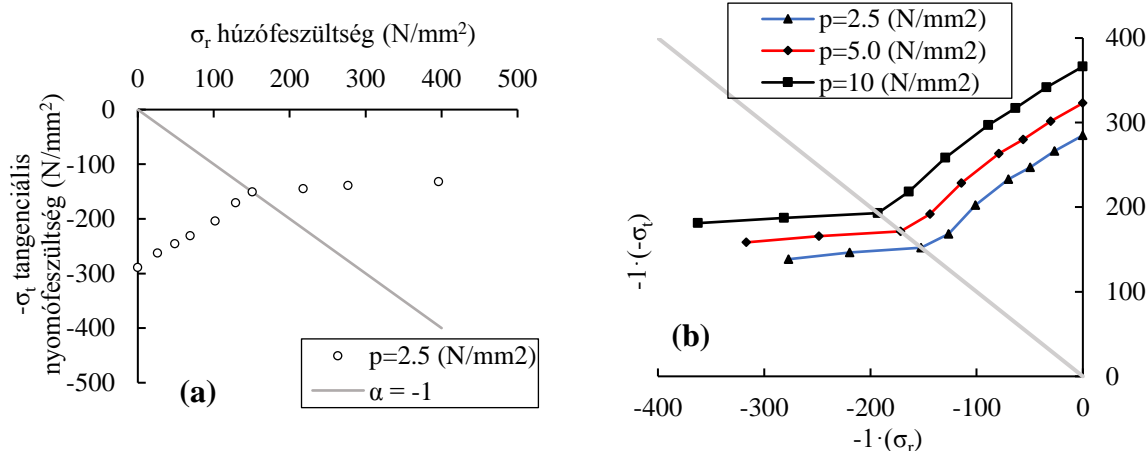 σr húzófeszültség (N/mm²)
0 100 200 300 400 500
0
-100
-200
-300
-400
-500
-σt tangenciális
nyomófeszültség (N/mm²)
p=2.5 (N/mm2)
α = -1
(a)
p=2.5 (N/mm2)
p=5.0 (N/mm2)
p=10 (N/mm2)
400
300
200
100
0
-1·(-σt)
(b)
-400 -300 -200 -100 0
-1·(σr)